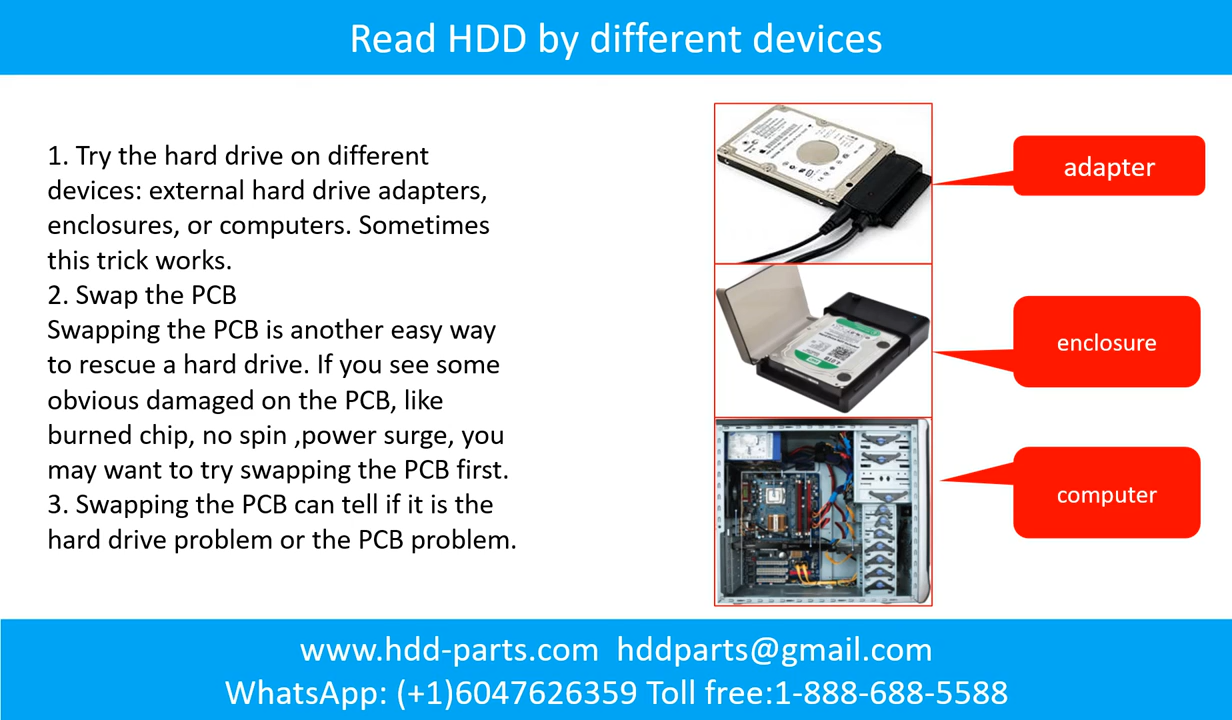 Read HDD by different devices
1. Try the hard drive on different
devices: external hard drive adapters,
enclosures, or computers. Sometimes
this trick works.
2. Swap the PCB
Swapping the PCB is another easy way
to rescue a hard drive. If you see some
obvious damaged on the PCB, like
burned chip, no spin ,power surge, you
may want to try swapping the PCB first.
3. Swapping the PCB can tell if it is the
hard drive problem or the PCB problem.
adapter
enclosure
computer
www.hdd-parts.com hddparts@gmail.com
WhatsApp: (+1)6047626359 Toll free:1-888-688-5588